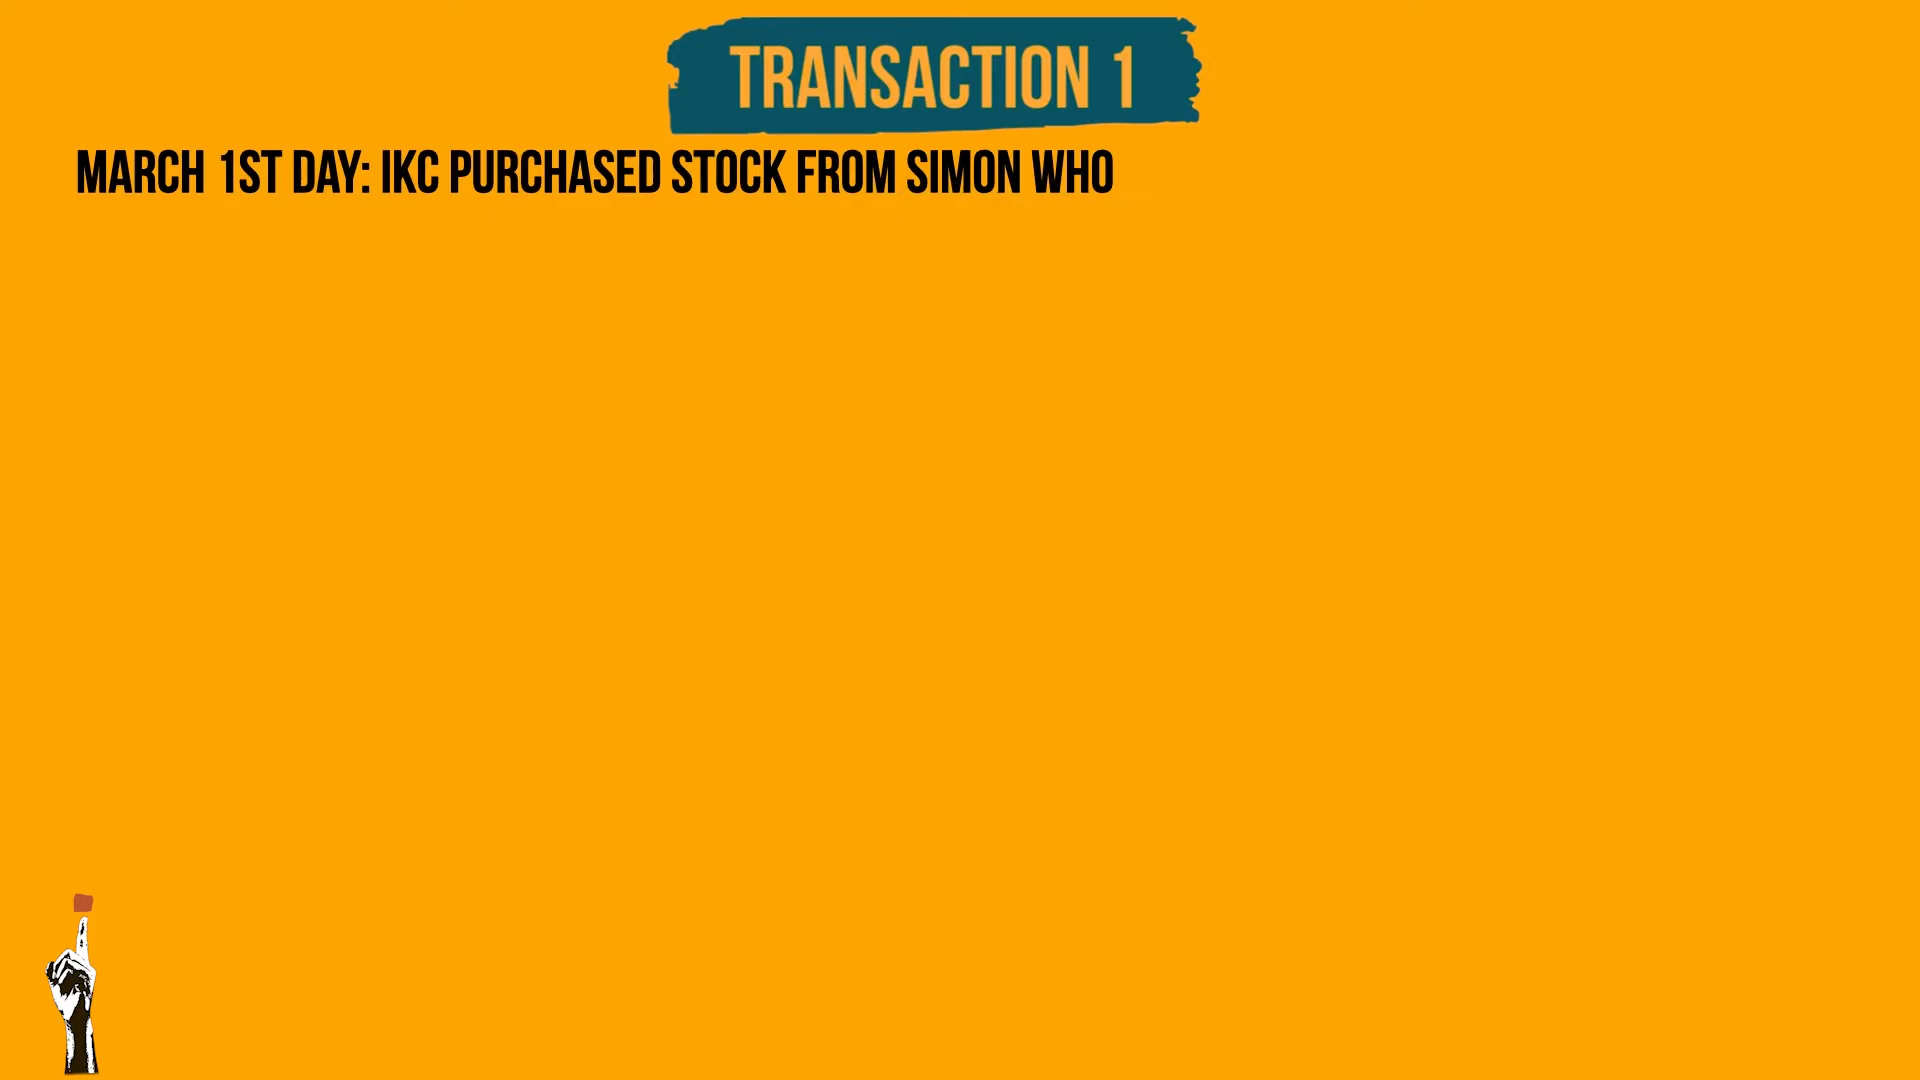 TRANSACTION 1
MARCH 1ST DAY: IKC PURCHASED STOCK FROM SIMON WHO